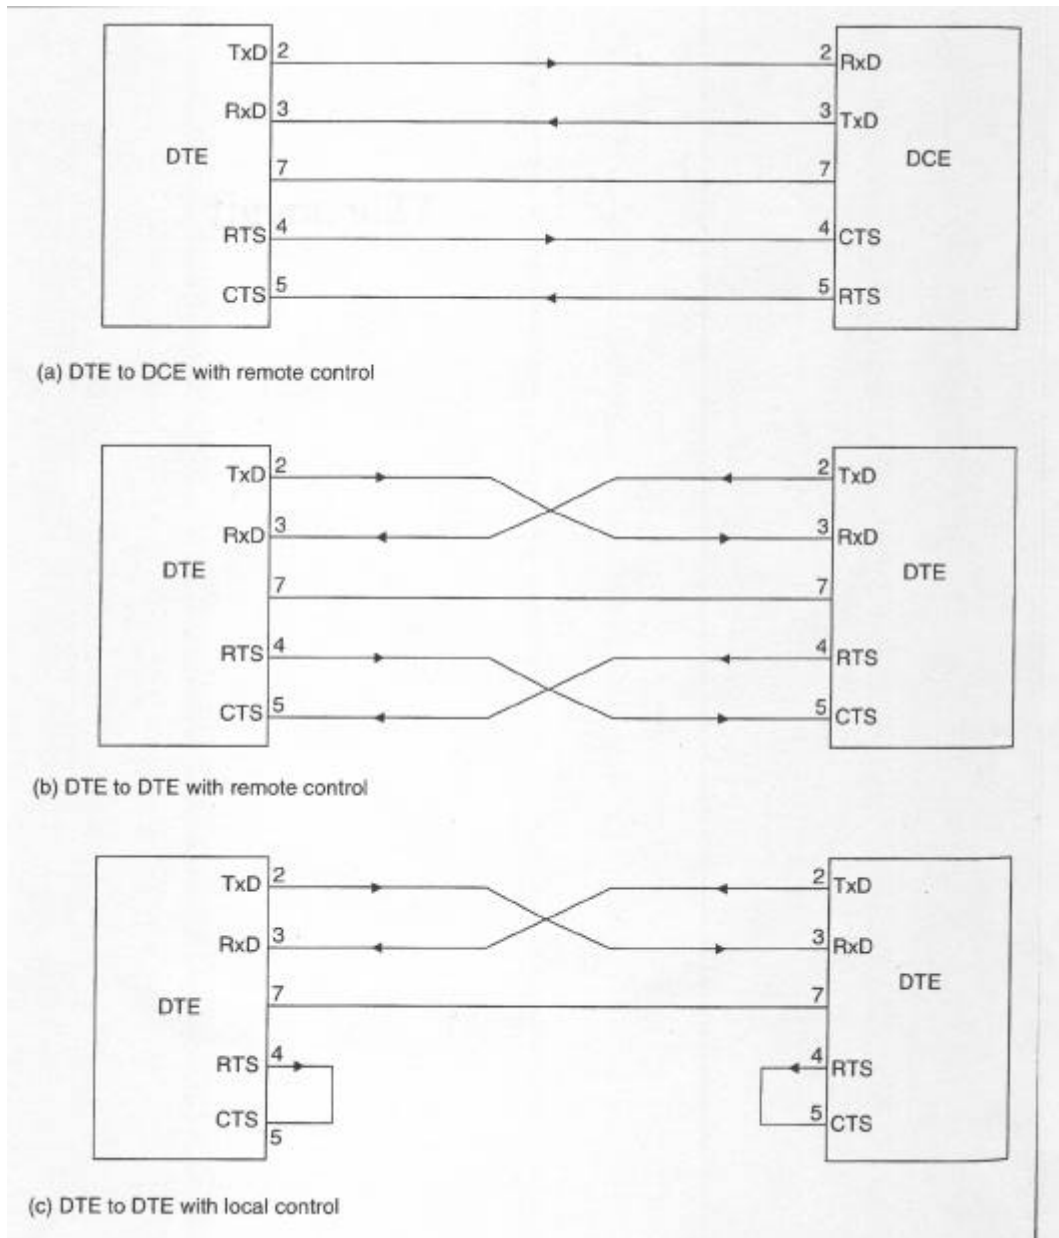 TxD 2 2 RxD
RxD 3 3 TxD
DTE DCE
7 7
RTS 4 4 CTS
CTS 5 5 RTS
(a) DTE to DCE with remote control
TxD 2 2 TxD
RxD 3 3 RxD
DTE DTE
7 7
RTS 4 4 RTS
CTS 5 5 CTS
(b) DTE to DTE with remote control
TxD 2 2 TxD
RxD 3 3 RxD
DTE DTE
7 7
RTS 4 4 RTS
CTS 5 5 CTS
(c) DTE to DTE with local control